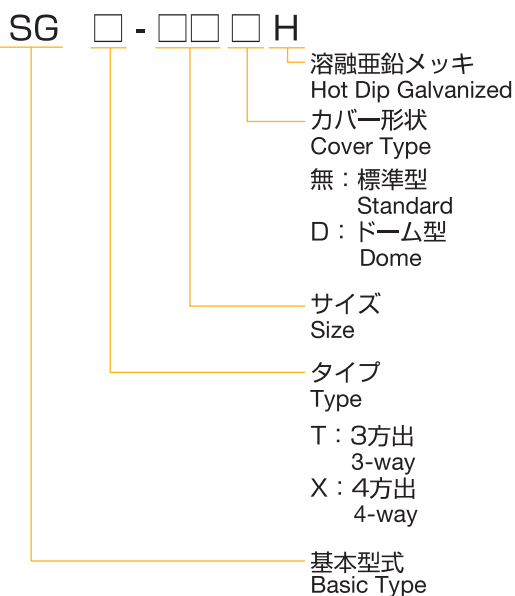 SG □ - □□ □ H
溶融亜鉛メッキ
Hot Dip Galvanized
カバー形状
Cover Type
無：標準型
Standard
D：ドーム型
Dome
サイズ
Size
タイプ
Type
T：3方出
3-way
X：4方出
4-way
基本型式
Basic Type